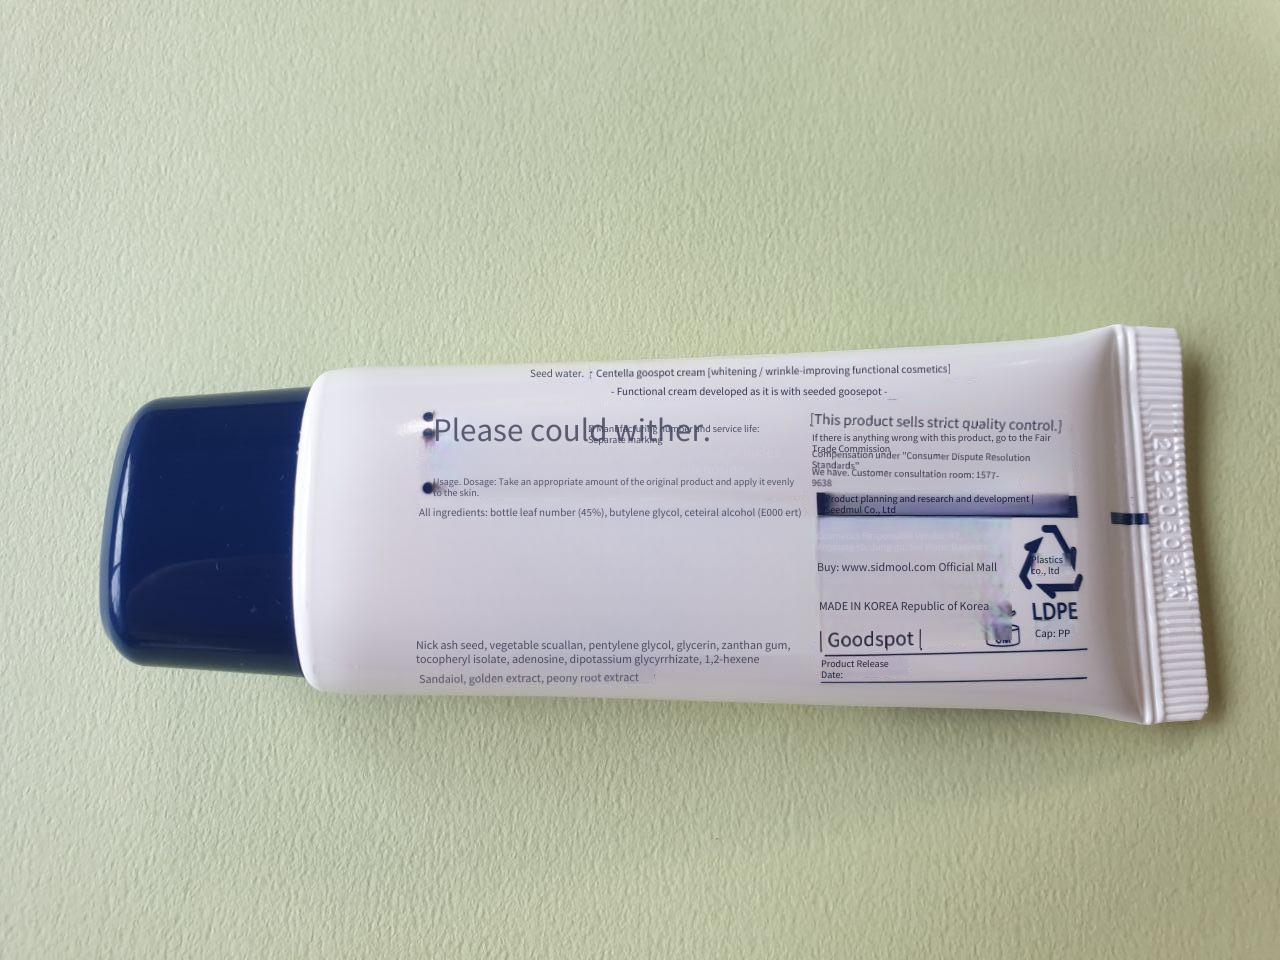 Seed water. Centella goospot cream [whitening / wrinkle-improving functional cosmetics]
- Functional cream developed as it is with seeded goosepot -
Please could wither.
Manufacturing number and service life:
Separate marking
Usage. Dosage: Take an appropriate amount of the original product and apply it evenly
to the skin.
All ingredients: bottle leaf number (45%), butylene glycol, ceteiral alcohol (E000 ert)
Nick ash seed, vegetable scuallan, pentylene glycol, glycerin, zanthan gum,
tocopheryl isolate, adenosine, dipotassium glycyrrhizate, 1,2-hexene
Sandaiol, golden extract, peony root extract
[This product sells strict quality control.]
If there is anything wrong with this product, go to the Fair
Trade Commission
Compensation under "Consumer Dispute Resolution
Standards"
We have. Customer consultation room: 1577-
9638
Product planning and research and development |
Seedmul Co., Ltd
Buy: www.sidmool.com Official Mall
MADE IN KOREA Republic of Korea
| Goodspot |
Product Release
Date:
Plastics
co., ltd
LDPE
Cap: PP